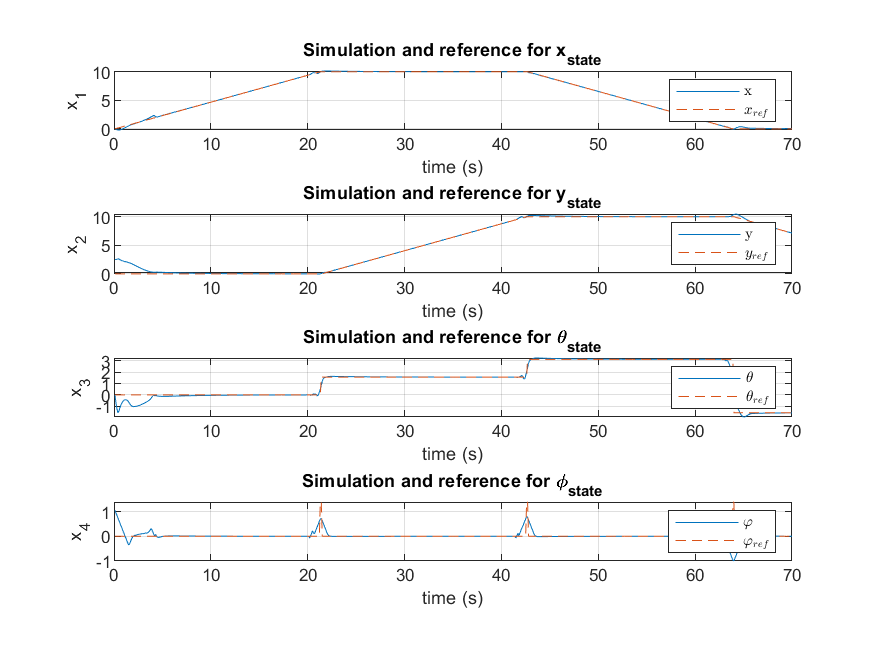 Simulation and reference for x_state
10
5
0
x_1
x
x_ref
0 10 20 30 40 50 60 70
time (s)
Simulation and reference for y_state
10
5
0
x_2
y
y_ref
0 10 20 30 40 50 60 70
time (s)
Simulation and reference for θ_state
3
2
1
0
-1
x_3
θ
θ_ref
0 10 20 30 40 50 60 70
time (s)
Simulation and reference for ϕ_state
1
0
-1
x_4
φ
φ_ref
0 10 20 30 40 50 60 70
time (s)